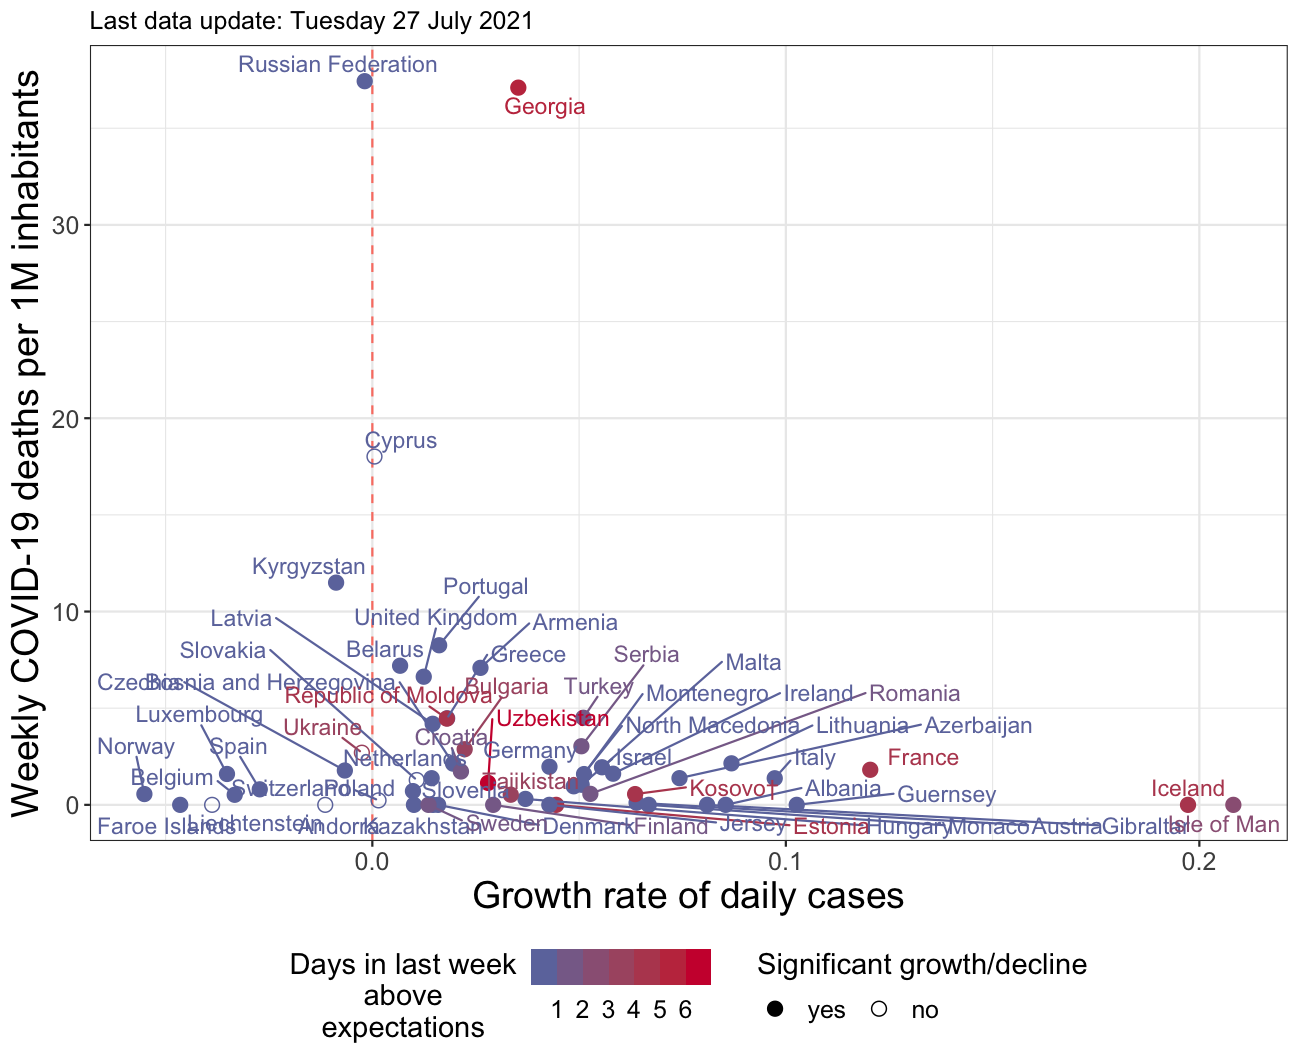 Last data update: Tuesday 27 July 2021
Weekly COVID-19 deaths per 1M inhabitants
Russian Federation
Georgia
30
20
Cyprus
Kyrgyzstan
Portugal
10
Latvia
United Kingdom
Armenia
Slovakia
Belarus
Greece
Serbia
Malta
Czechia
Bosnia and Herzegovina
Republic of Moldova
Bulgaria
Turkey
Montenegro
Ireland
Romania
Luxembourg
Ukraine
Uzbekistan
North Macedonia
Lithuania
Azerbaijan
Norway
Spain
Croatia
Netherlands
Germany
Israel
Italy
France
Belgium
Switzerland
Poland
Slovenia
Tajikistan
Kosovo†
Albania
Guernsey
Iceland
0
Faroe Islands
Liechtenstein
Andorra
Kazakhstan
Sweden
Denmark
Finland
Jersey
Estonia
Hungary
Monaco
Austria
Gibraltar
Isle of Man
0.0
0.1
0.2
Growth rate of daily cases
Days in last week
above
expectations
1 2 3 4 5 6
Significant growth/decline
yes
no